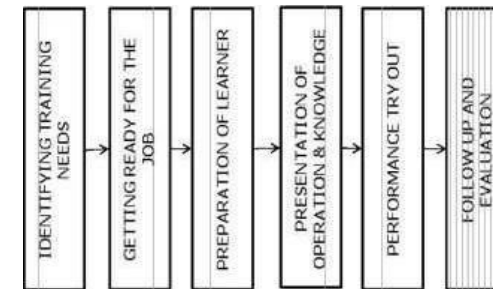 IDENTIFYING TRAINING
NEEDS
GETTING READY FOR THE
JOB
PREPARATION OF LEARNER
PRESENTATION OF
OPERATION & KNOWLEDGE
PERFORMANCE TRY OUT
FOLLOW UP AND
EVALUATION